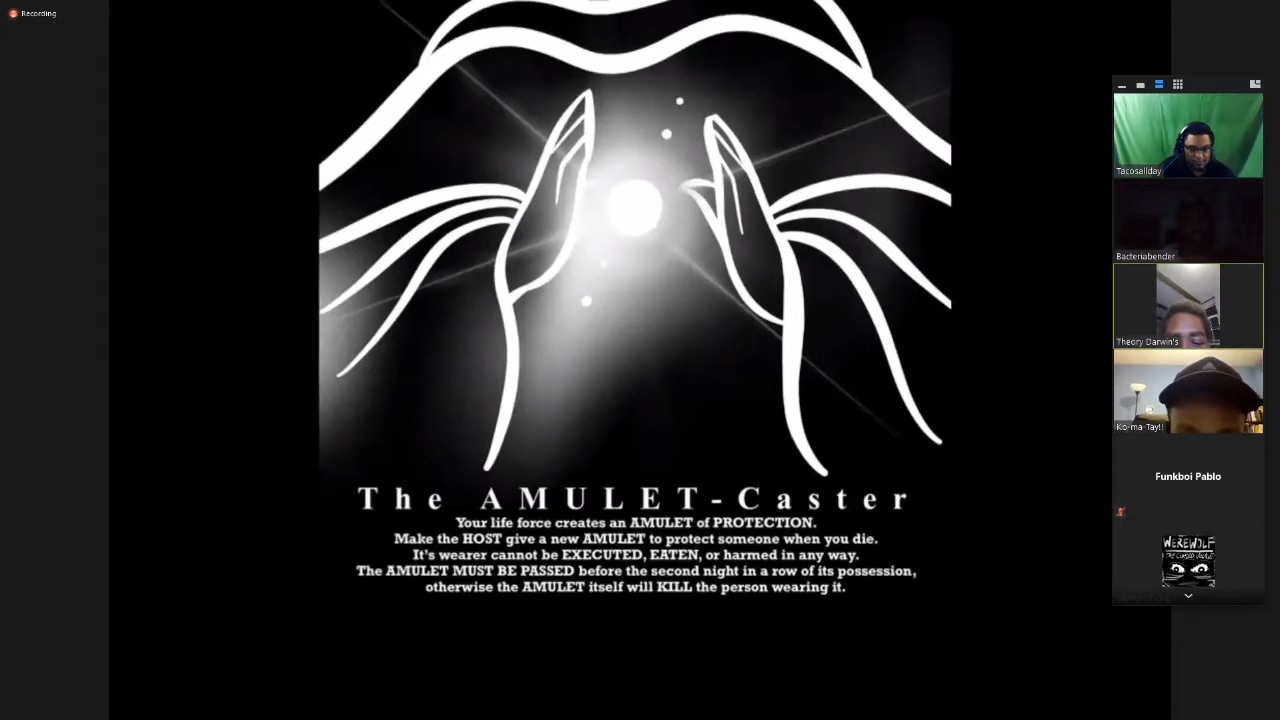 Recording
Tacosallday
Bacteriabender
Theory Darwin's
Ko-ma-Tay!!
Funkboi Pablo
WEREWOLF
The AMULET-Caster
Your life force creates an AMULET of PROTECTION.
Make the HOST give a new AMULET to protect someone when you die.
It's wearer cannot be EXECUTED, EATEN, or harmed in any way.
The AMULET MUST BE PASSED before the second night in a row of its possession,
otherwise the AMULET itself will KILL the person wearing it.